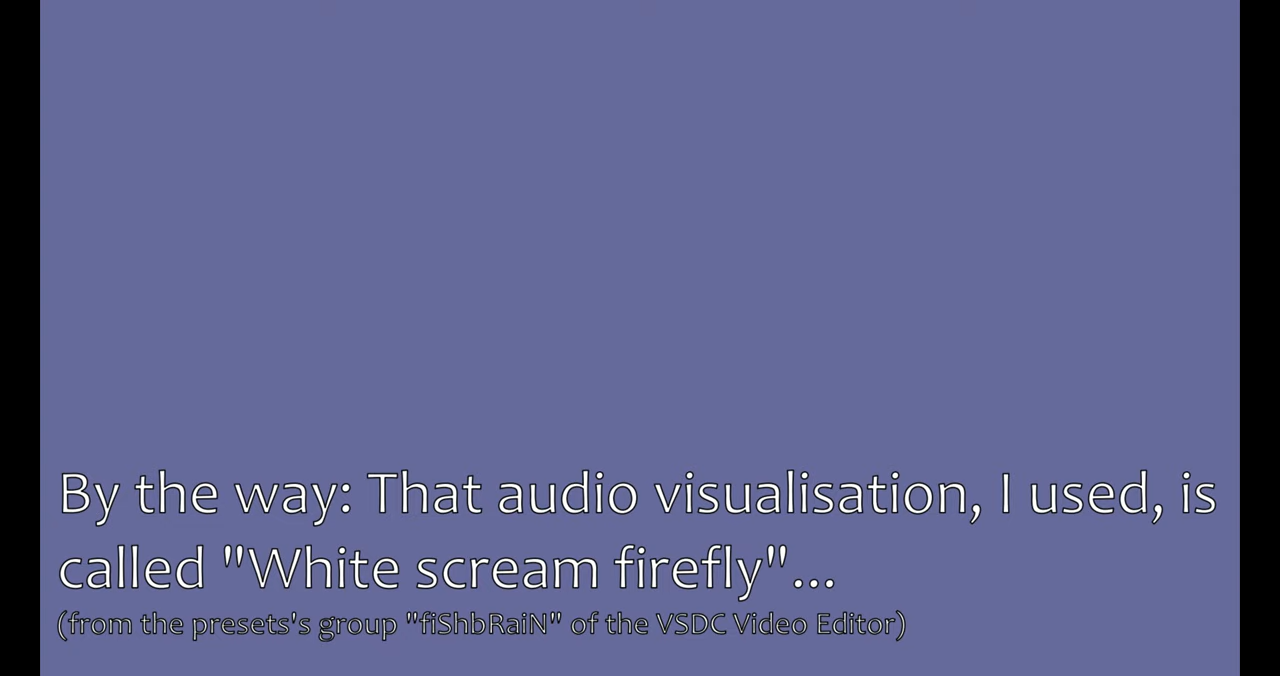 By the way: That audio visualisation, I used, is
called "White scream firefly"...
(from the presets's group "fiShbRaiN" of the VSDC Video Editor)